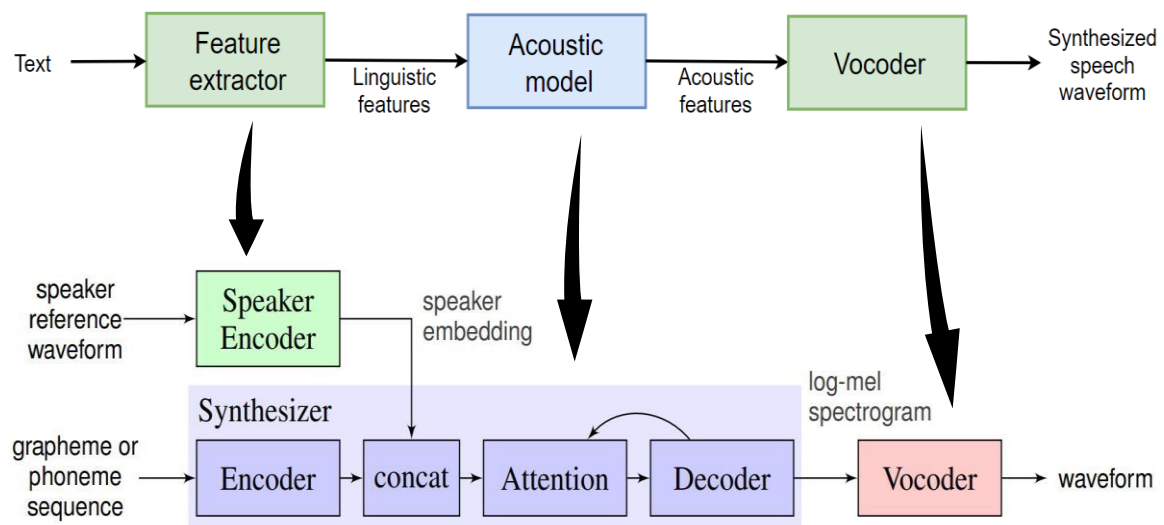 Text
Feature
extractor
Linguistic
features
Acoustic
model
Acoustic
features
Vocoder
Synthesized
speech
waveform
speaker
reference
waveform
Speaker
Encoder
speaker
embedding
Synthesizer
grapheme or
phoneme
sequence
Encoder
concat
Attention
Decoder
log-mel
spectrogram
Vocoder
waveform